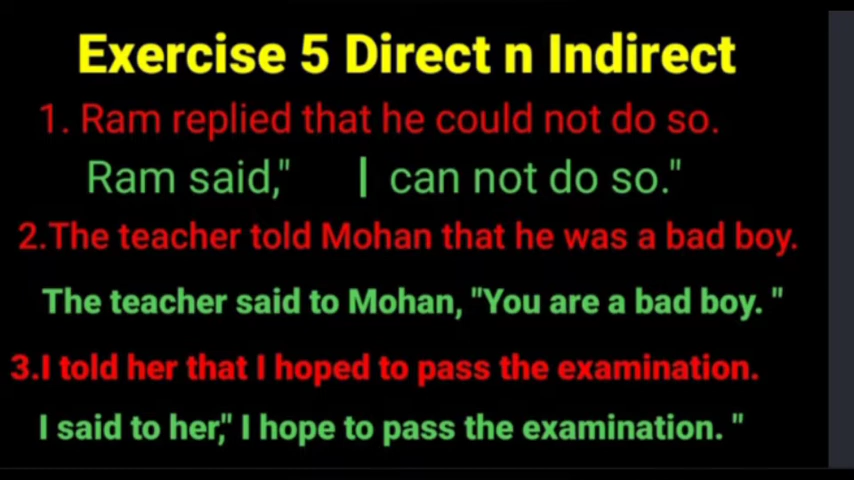 Exercise 5 Direct n Indirect
1. Ram replied that he could not do so.
Ram said," I can not do so."
2.The teacher told Mohan that he was a bad boy.
The teacher said to Mohan, "You are a bad boy. "
3.I told her that I hoped to pass the examination.
I said to her," I hope to pass the examination. "